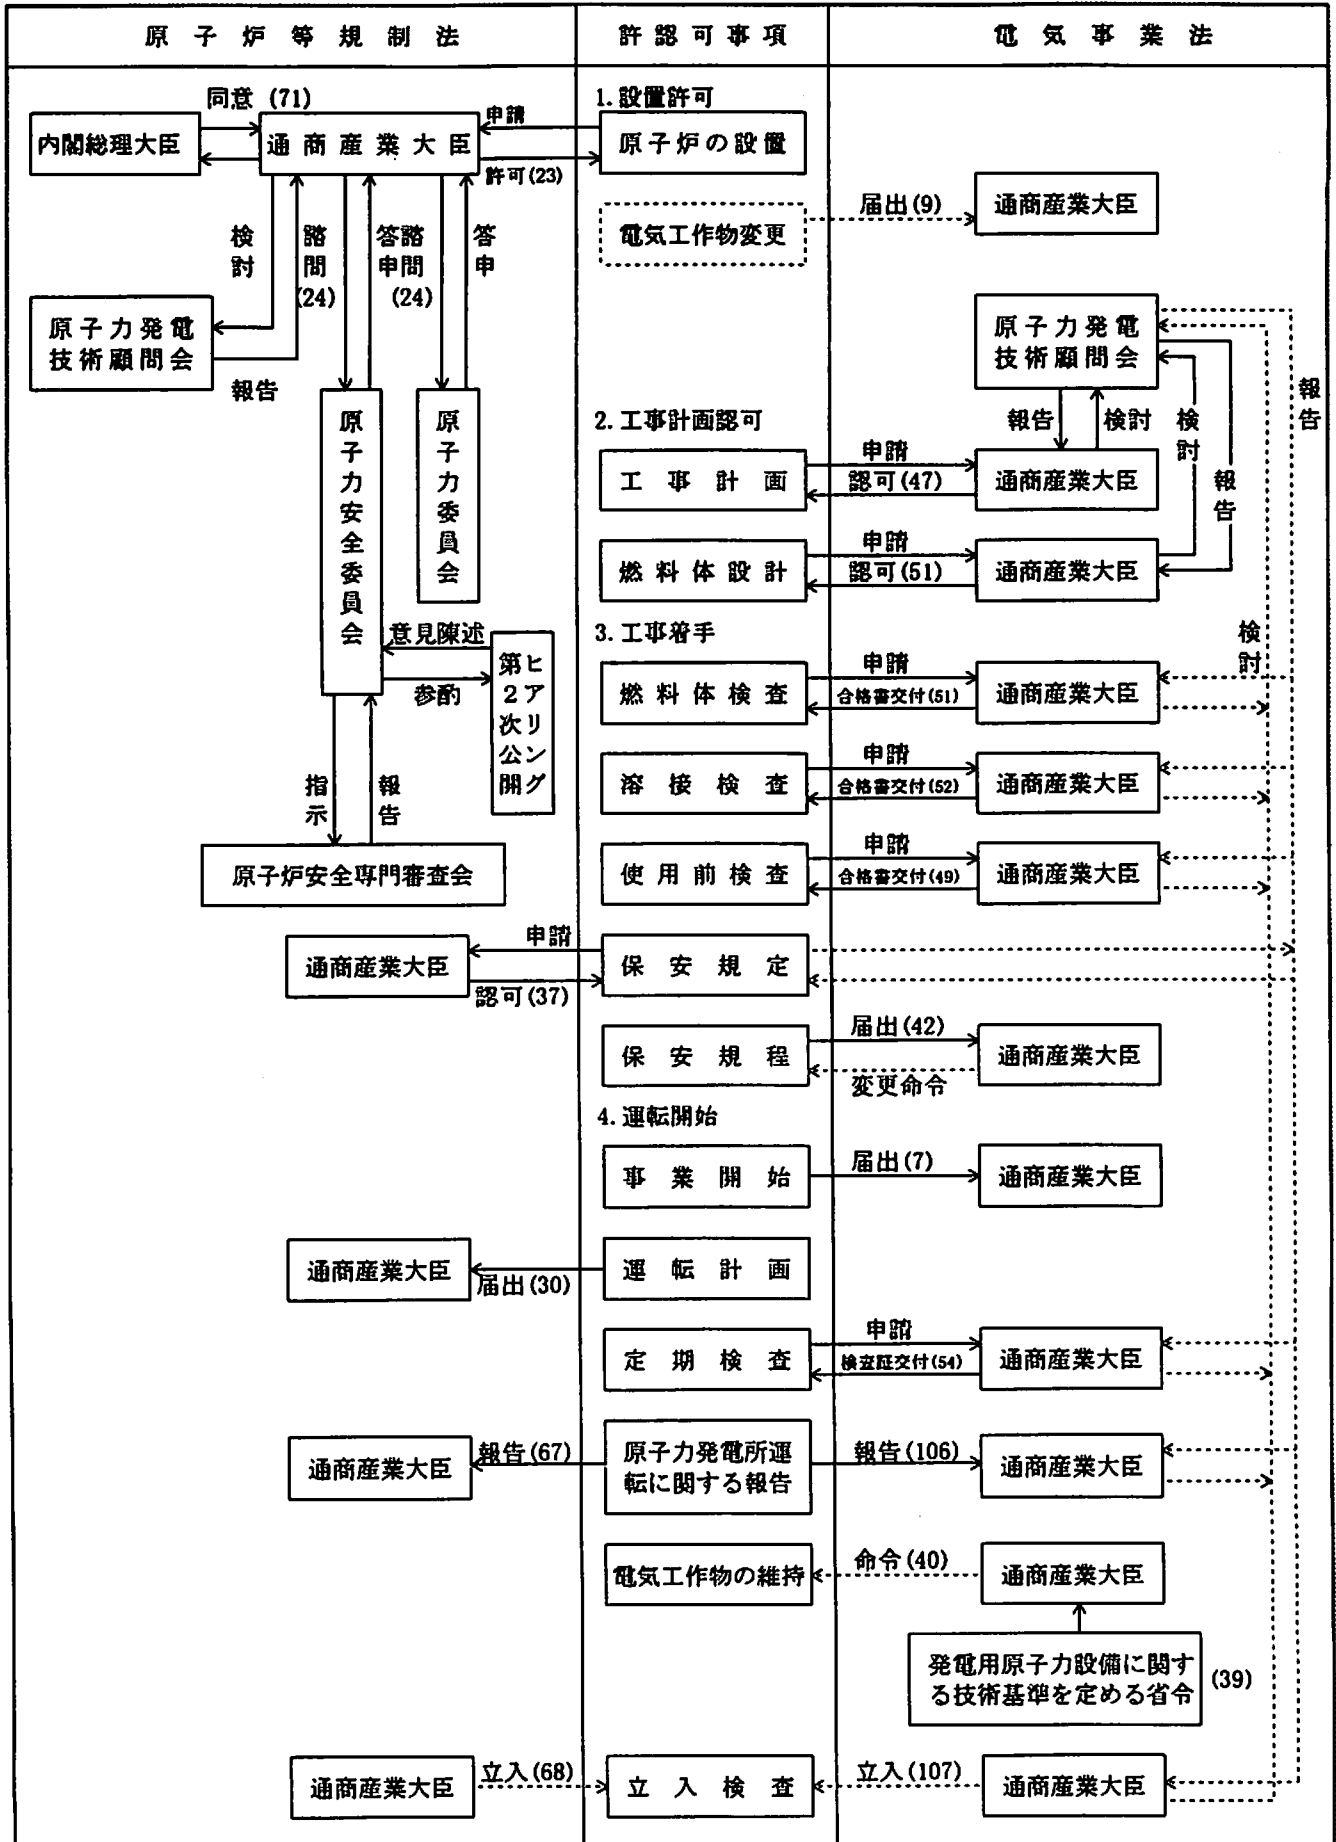 原子炉等規制法
許認可事項
電気事業法
同意 (71)
内閣総理大臣
通商産業大臣
申請
許可(23)
1.設置許可
原子炉の設置
電気工作物変更
届出(9)
通商産業大臣
検討
諮問
(24)
答申
諮問
(24)
答申
原子力発電
技術顧問会
報告
原子力安全委員会
原子力委員会
原子力発電
技術顧問会
報告
検討
検討
報告
報告
2.工事計画認可
工事計画
申請
認可(47)
通商産業大臣
燃料体設計
申請
認可(51)
通商産業大臣
意見陳述
参酌
第2次公開
ヒアリング
3.工事着手
検討
燃料体検査
申請
合格書交付(51)
通商産業大臣
溶接検査
申請
合格書交付(52)
通商産業大臣
指示
報告
原子炉安全専門審査会
使用前検査
申請
合格書交付(49)
通商産業大臣
通商産業大臣
申請
認可(37)
保安規定
保安規程
届出(42)
変更命令
通商産業大臣
4.運転開始
事業開始
届出(7)
通商産業大臣
通商産業大臣
届出(30)
運転計画
定期検査
申請
検査証交付(54)
通商産業大臣
通商産業大臣
報告(67)
原子力発電所運
転に関する報告
報告(106)
通商産業大臣
電気工作物の維持
命令(40)
通商産業大臣
発電用原子力設備に関す
る技術基準を定める省令
(39)
通商産業大臣
立入(68)
立入検査
立入(107)
通商産業大臣